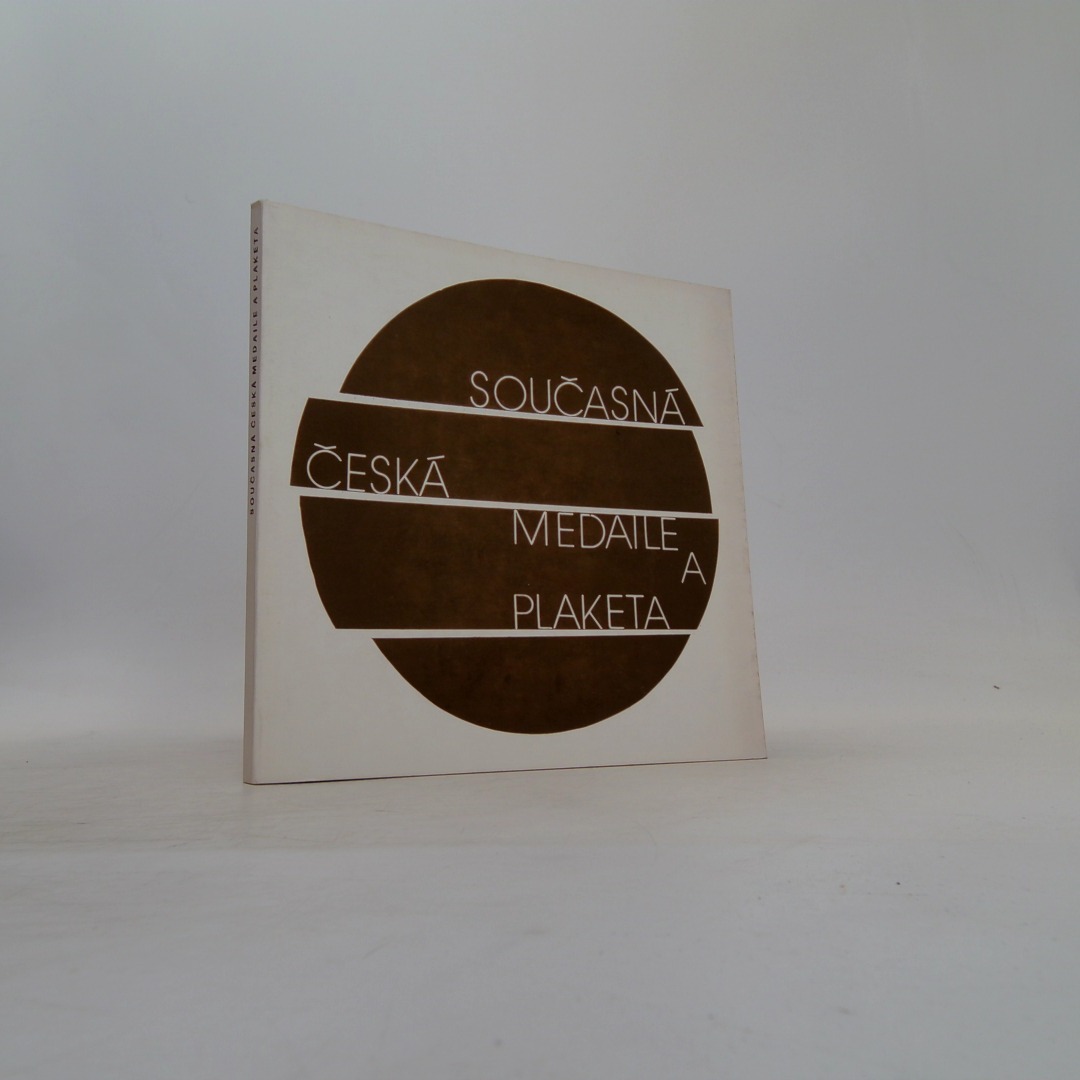 SOUČASNÁ ČESKÁ MEDAILE A PLAKETA
SOUČASNÁ
ČESKÁ
MEDAILE
A
PLAKETA